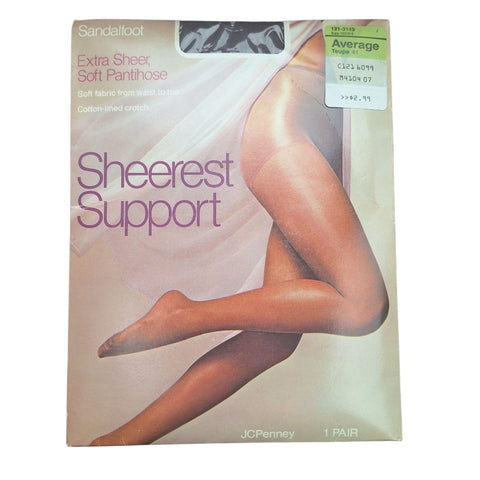 Sandalfoot
Extra Sheer,
Soft Pantihose
Soft fabric from waist to toe
Cotton-lined crotch
Sheerest
Support
Average
Taupe
C121 6099
M4104 07
>>$2.99
JCPenney
1 PAIR